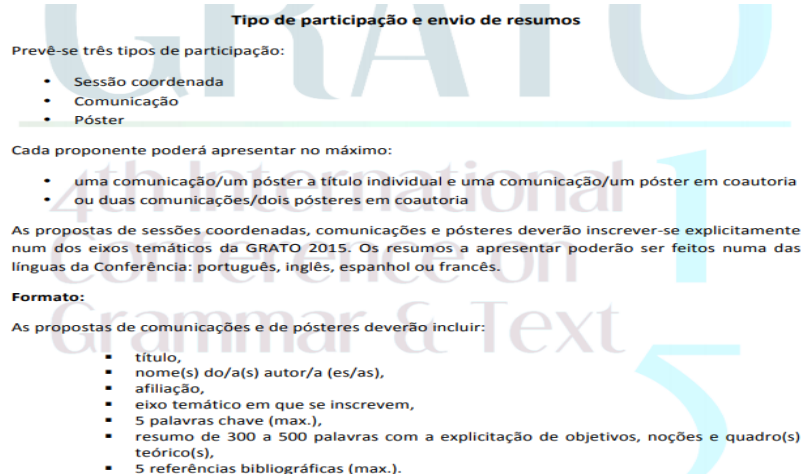 GRATO
Tipo de participação e envio de resumos
Prevê-se três tipos de participação:
• Sessão coordenada
• Comunicação
• Póster
Cada proponente poderá apresentar no máximo:
• uma comunicação/um póster a título individual e uma comunicação/um póster em coautoria
• ou duas comunicações/dois pósteres em coautoria
4th International
As propostas de sessões coordenadas, comunicações e pósteres deverão inscrever-se explicitamente
num dos eixos temáticos da GRATO 2015. Os resumos a apresentar poderão ser feitos numa das
línguas da Conferência: português, inglês, espanhol ou francês.
Conference on
Formato:
As propostas de comunicações e de pósteres deverão incluir:
Grammar & Text
15
▪ título,
▪ nome(s) do/a(s) autor/a (es/as),
▪ afiliação,
▪ eixo temático em que se inscrevem,
▪ 5 palavras chave (max.),
▪ resumo de 300 a 500 palavras com a explicitação de objetivos, noções e quadro(s)
teórico(s),
▪ 5 referências bibliográficas (max.).